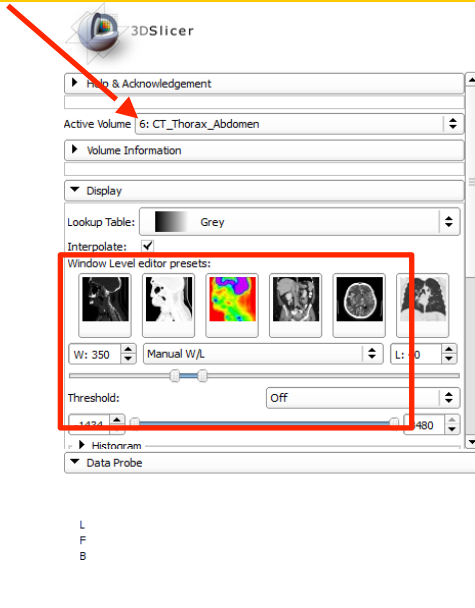 3DSlicer
Help & Acknowledgement
Active Volume 6: CT_Thorax_Abdomen
Volume Information
Display
Lookup Table: Grey
Interpolate:
Window Level editor presets:
W: 350 Manual W/L L:
Threshold: Off
Histogram
Data Probe
L
F
B